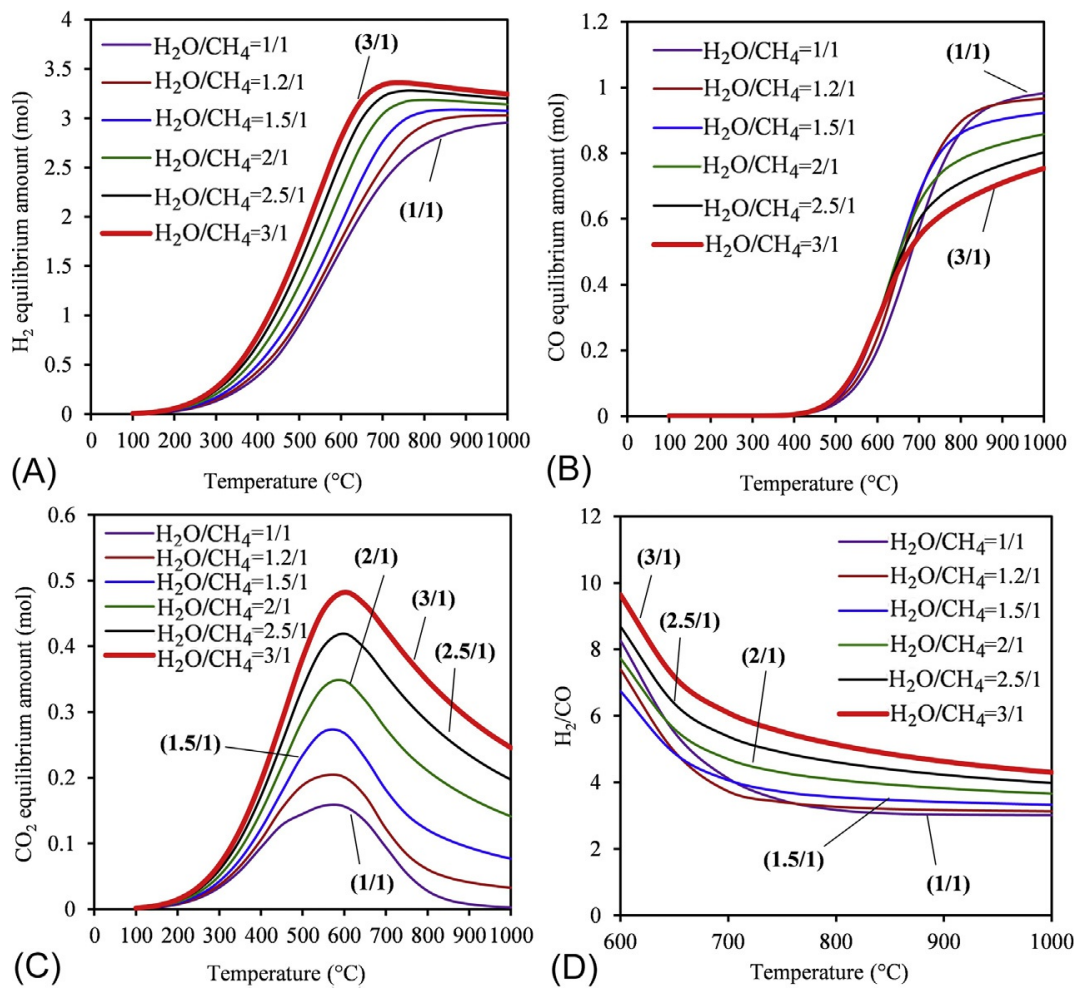 4
3.5
3
2.5
2
1.5
1
0.5
0
H₂ equilibrium amount (mol)
H₂O/CH₄=1/1
H₂O/CH₄=1.2/1
H₂O/CH₄=1.5/1
H₂O/CH₄=2/1
H₂O/CH₄=2.5/1
H₂O/CH₄=3/1
(3/1)
(1/1)
0 100 200 300 400 500 600 700 800 900 1000
Temperature (°C)
(A)
1.2
1
0.8
0.6
0.4
0.2
0
CO equilibrium amount (mol)
H₂O/CH₄=1/1
H₂O/CH₄=1.2/1
H₂O/CH₄=1.5/1
H₂O/CH₄=2/1
H₂O/CH₄=2.5/1
H₂O/CH₄=3/1
(1/1)
(3/1)
0 100 200 300 400 500 600 700 800 900 1000
Temperature (°C)
(B)
0.6
0.5
0.4
0.3
0.2
0.1
0
CO₂ equilibrium amount (mol)
H₂O/CH₄=1/1
H₂O/CH₄=1.2/1
H₂O/CH₄=1.5/1
H₂O/CH₄=2/1
H₂O/CH₄=2.5/1
H₂O/CH₄=3/1
(2/1)
(3/1)
(2.5/1)
(1.5/1)
(1/1)
0 100 200 300 400 500 600 700 800 900 1000
Temperature (°C)
(C)
12
10
8
6
4
2
0
H₂/CO
(3/1)
(2.5/1)
(2/1)
H₂O/CH₄=1/1
H₂O/CH₄=1.2/1
H₂O/CH₄=1.5/1
H₂O/CH₄=2/1
H₂O/CH₄=2.5/1
H₂O/CH₄=3/1
(1.5/1)
(1/1)
600 700 800 900 1000
Temperature (°C)
(D)